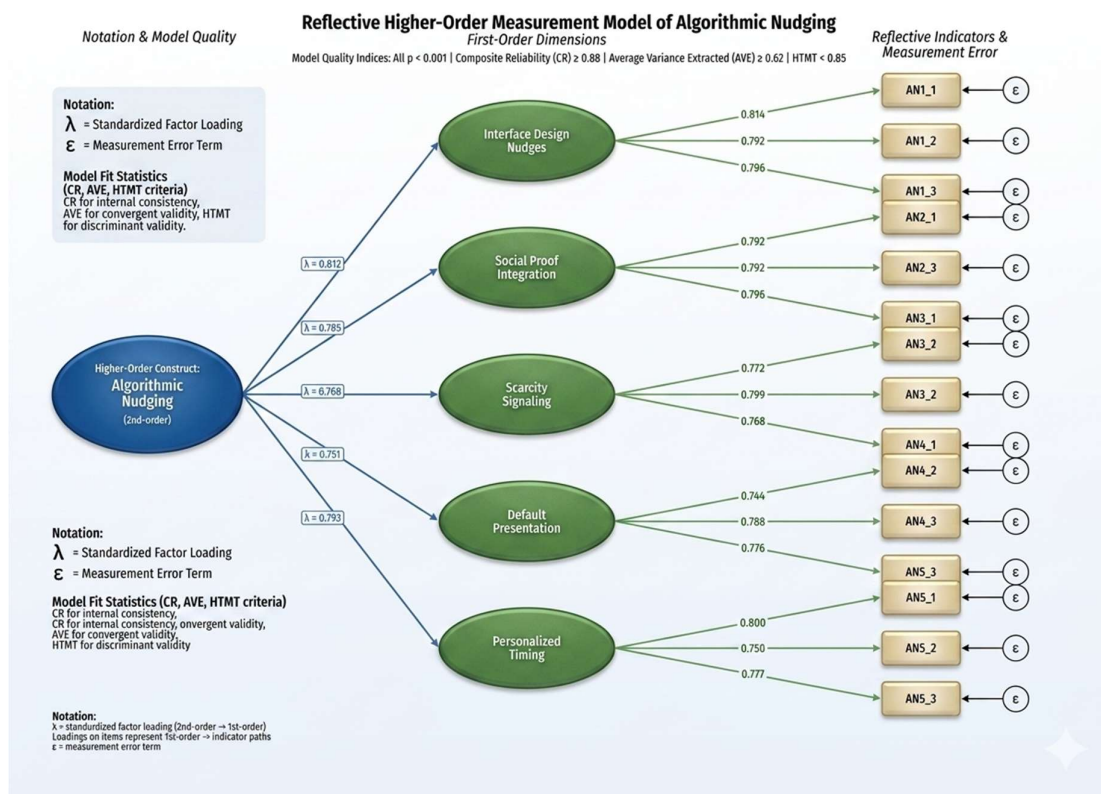 Reflective Higher-Order Measurement Model of Algorithmic Nudging
Notation & Model Quality
First-Order Dimensions
Reflective Indicators &
Measurement Error
Model Quality Indices: All p < 0.001 | Composite Reliability (CR) ≥ 0.88 | Average Variance Extracted (AVE) ≥ 0.62 | HTMT < 0.85
Notation:
λ = Standardized Factor Loading
ε = Measurement Error Term
Model Fit Statistics
(CR, AVE, HTMT criteria)
CR for internal consistency,
AVE for convergent validity, HTMT
for discriminant validity.
Higher-Order Construct:
Algorithmic
Nudging
(2nd-order)
λ = 0.812
λ = 0.785
λ = 6.768
λ = 0.751
λ = 0.793
Interface Design
Nudges
0.814
0.792
0.796
AN1_1
ε
AN1_2
ε
AN1_3
ε
Social Proof
Integration
0.792
0.792
0.796
AN2_1
ε
AN2_3
ε
AN3_1
ε
Scarcity
Signaling
0.772
0.799
0.768
AN3_2
ε
AN3_2
ε
AN4_1
ε
Default
Presentation
0.744
0.788
0.776
AN4_2
ε
AN4_3
ε
AN5_3
ε
Personalized
Timing
0.800
0.750
0.777
AN5_1
ε
AN5_2
ε
AN5_3
ε
Notation:
λ = Standardized Factor Loading
ε = Measurement Error Term
Model Fit Statistics (CR, AVE, HTMT criteria)
CR for internal consistency,
CR for internal consistency, onvergent validity,
AVE for convergent validity,
HTMT for discriminant validity
Notation:
λ = standurdized factor loading (2nd-order → 1st-order)
Loadings on items represent 1st-order -> indicator paths
ε = measurement error term